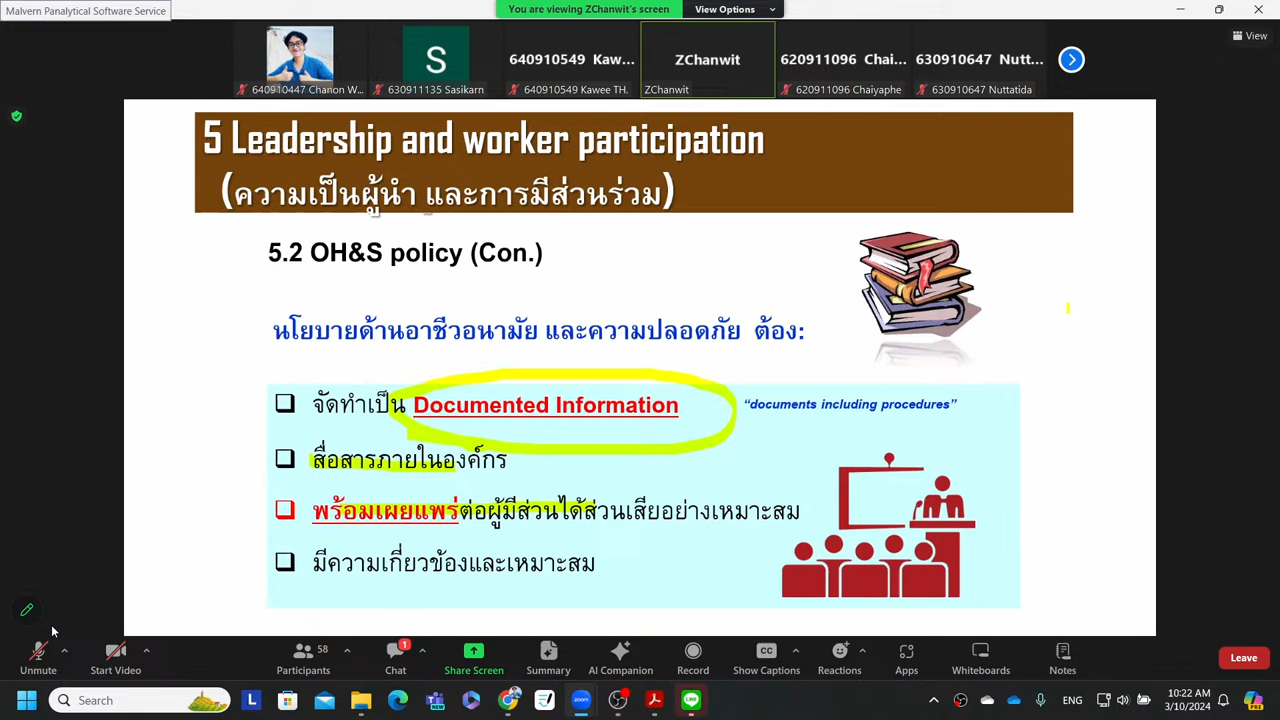 Malvern Panalytical Software Service
You are viewing ZChanwit's screen
View Options
View
S
640910549 Kaw...
ZChanwit
620911096 Chai...
630910647 Nutt...
640910447 Chanon W...
630911135 Sasikarn
640910549 Kawee TH.
ZChanwit
620911096 Chaiyaphe
630910647 Nuttatida
5 Leadership and worker participation
(ความเป็นผู้นำ และการมีส่วนร่วม)
5.2 OH&S policy (Con.)
นโยบายด้านอาชีวอนามัย และความปลอดภัย ต้อง:
จัดทำเป็น Documented Information
"documents including procedures"
สื่อสารภายในองค์กร
พร้อมเผยแพร่ต่อผู้มีส่วนได้ส่วนเสียอย่างเหมาะสม
มีความเกี่ยวข้องและเหมาะสม
58
1
Unmute
Start Video
Participants
Chat
Share Screen
Summary
AI Companion
Record
Show Captions
Reactions
Apps
Whiteboards
Notes
Leave
Search
ENG
10:22 AM
3/10/2024